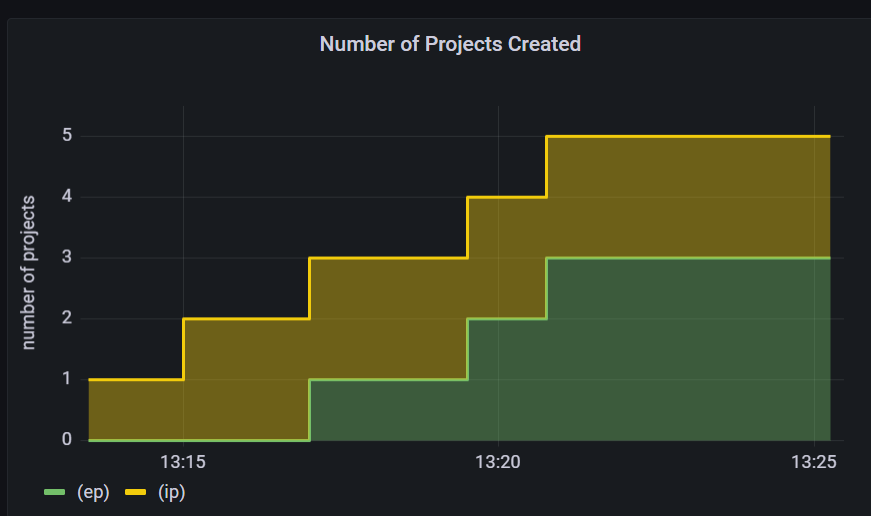 Number of Projects Created
number of projects
5
4
3
2
1
0
13:15 13:20 13:25
(ep) (ip)